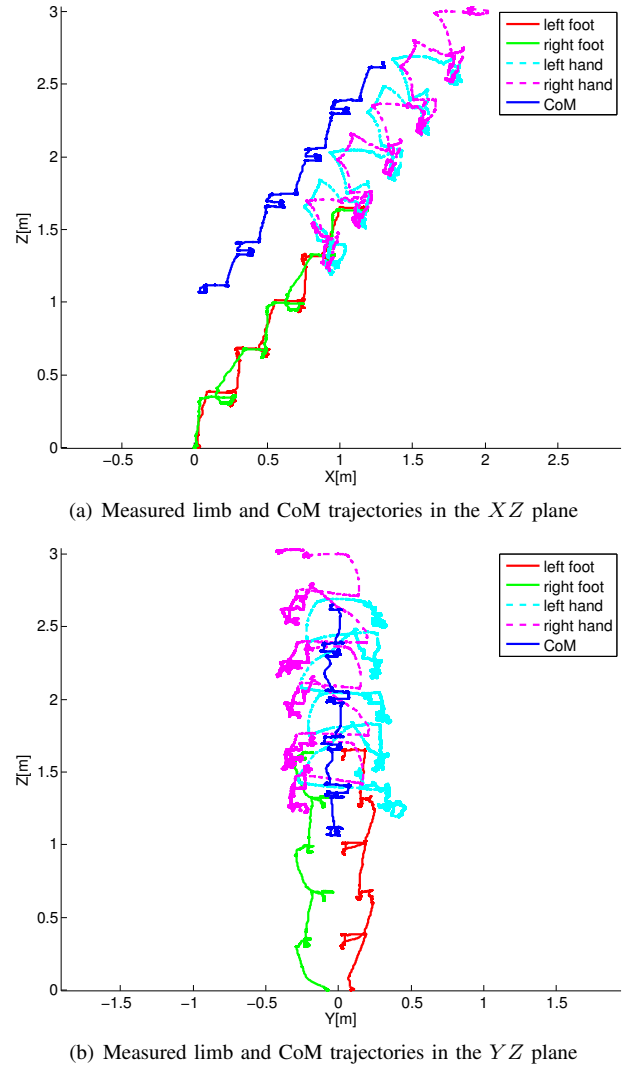 3
2.5
2
1.5
1
0.5
0
Z[m]
−0.5 0 0.5 1 1.5 2 2.5
X[m]
left foot
right foot
left hand
right hand
CoM
(a) Measured limb and CoM trajectories in the XZ plane
3
2.5
2
1.5
1
0.5
0
Z[m]
−1.5 −1 −0.5 0 0.5 1 1.5
Y[m]
left foot
right foot
left hand
right hand
CoM
(b) Measured limb and CoM trajectories in the YZ plane